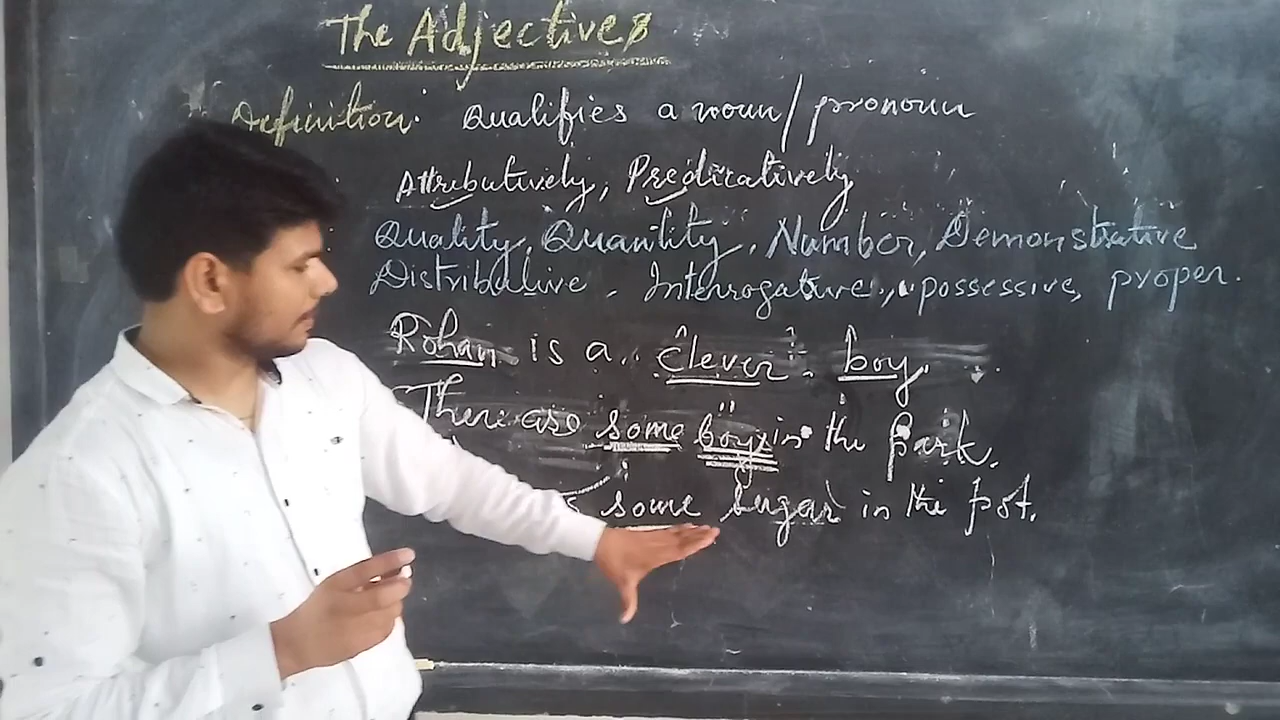 The Adjectives
Definition: Qualifies a noun/pronoun
Attributively, Predicatively
Quality, Quantity, Number, Demonstrative
Distributive, Interrogative, possessive, proper.
Rohan is a clever boy.
There are some boys in the park.
some sugar in the pot.